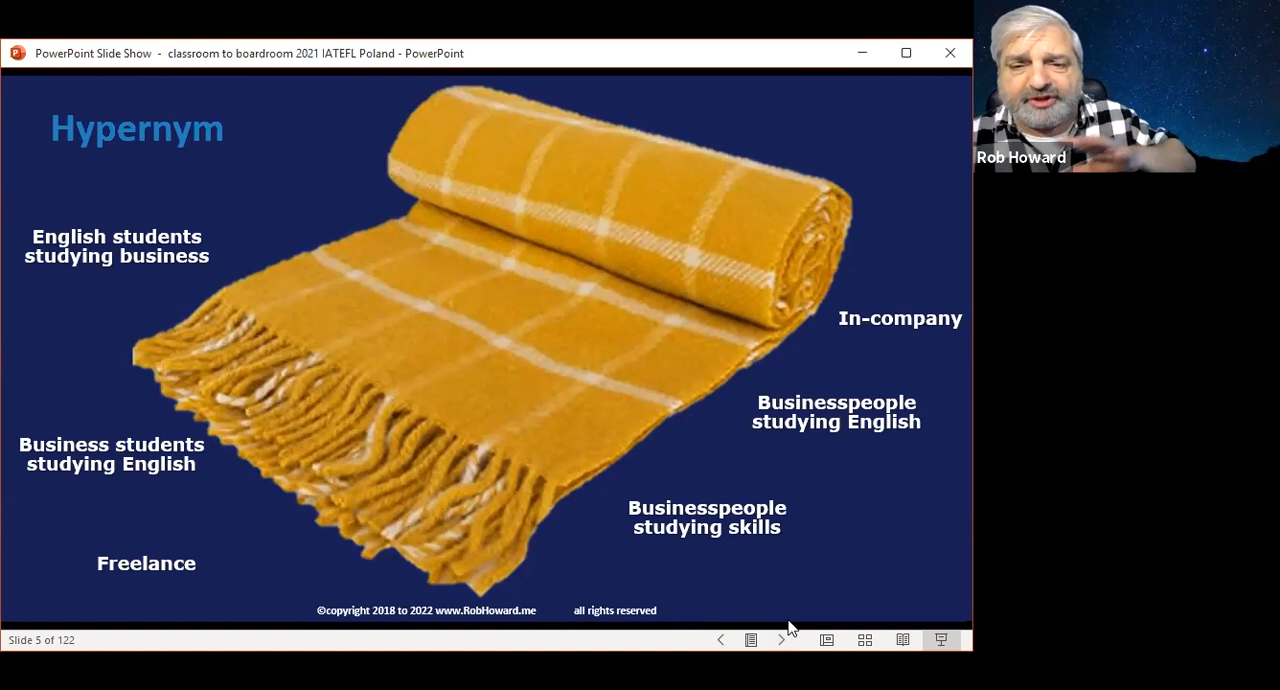 PowerPoint Slide Show - classroom to boardroom 2021 IATEFL Poland - PowerPoint
Rob Howard
Hypernym
English students
studying business
In-company
Businesspeople
studying English
Business students
studying English
Businesspeople
studying skills
Freelance
©copyright 2018 to 2022 www.RobHoward.me all rights reserved
Slide 5 of 122